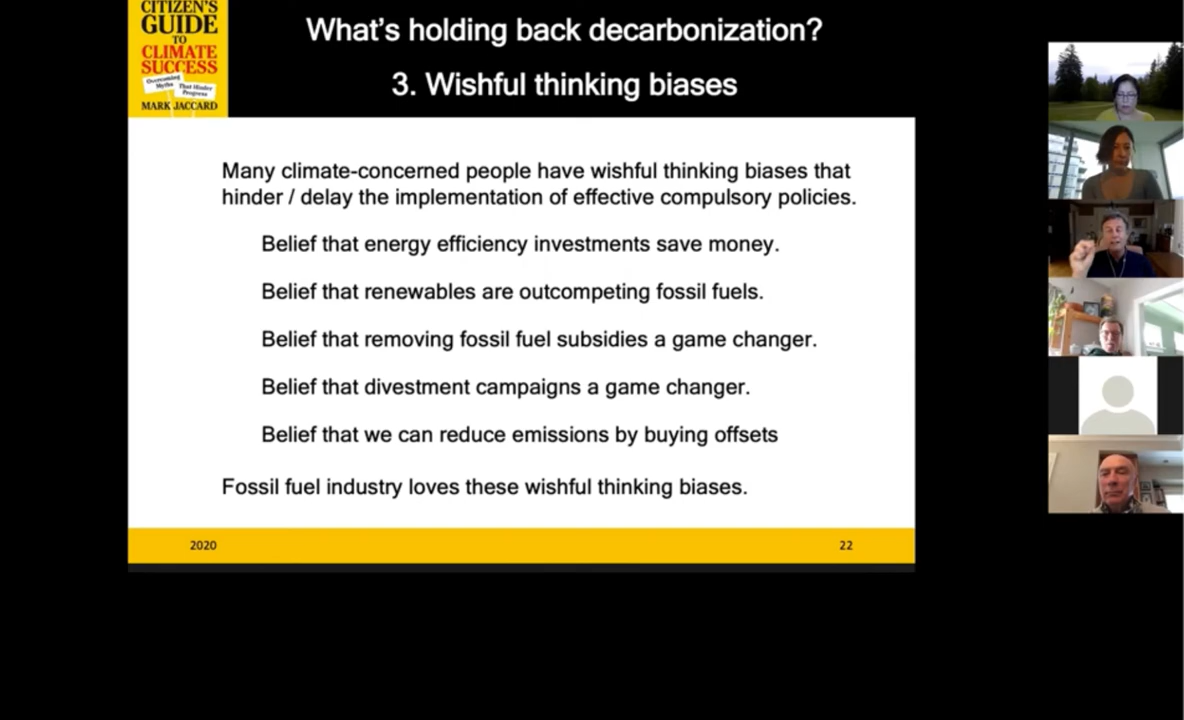 CITIZEN'S
GUIDE
TO
CLIMATE
SUCCESS
Overcoming
Myths That Hinder
Progress
MARK JACCARD
What's holding back decarbonization?
3. Wishful thinking biases
Many climate-concerned people have wishful thinking biases that
hinder / delay the implementation of effective compulsory policies.
Belief that energy efficiency investments save money.
Belief that renewables are outcompeting fossil fuels.
Belief that removing fossil fuel subsidies a game changer.
Belief that divestment campaigns a game changer.
Belief that we can reduce emissions by buying offsets
Fossil fuel industry loves these wishful thinking biases.
2020 22